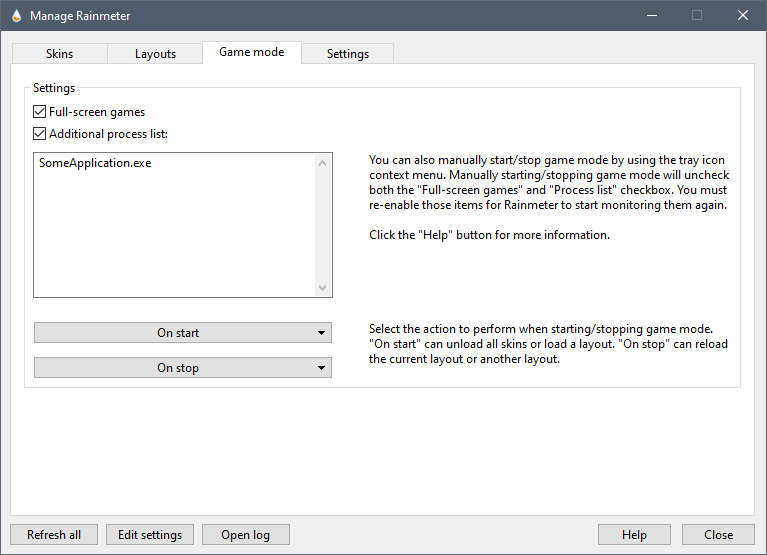 Manage Rainmeter
Skins
Layouts
Game mode
Settings
Settings
Full-screen games
Additional process list:
SomeApplication.exe
You can also manually start/stop game mode by using the tray icon
context menu. Manually starting/stopping game mode will uncheck
both the "Full-screen games" and "Process list" checkbox. You must
re-enable those items for Rainmeter to start monitoring them again.
Click the "Help" button for more information.
On start
On stop
Select the action to perform when starting/stopping game mode.
"On start" can unload all skins or load a layout. "On stop" can reload
the current layout or another layout.
Refresh all
Edit settings
Open log
Help
Close